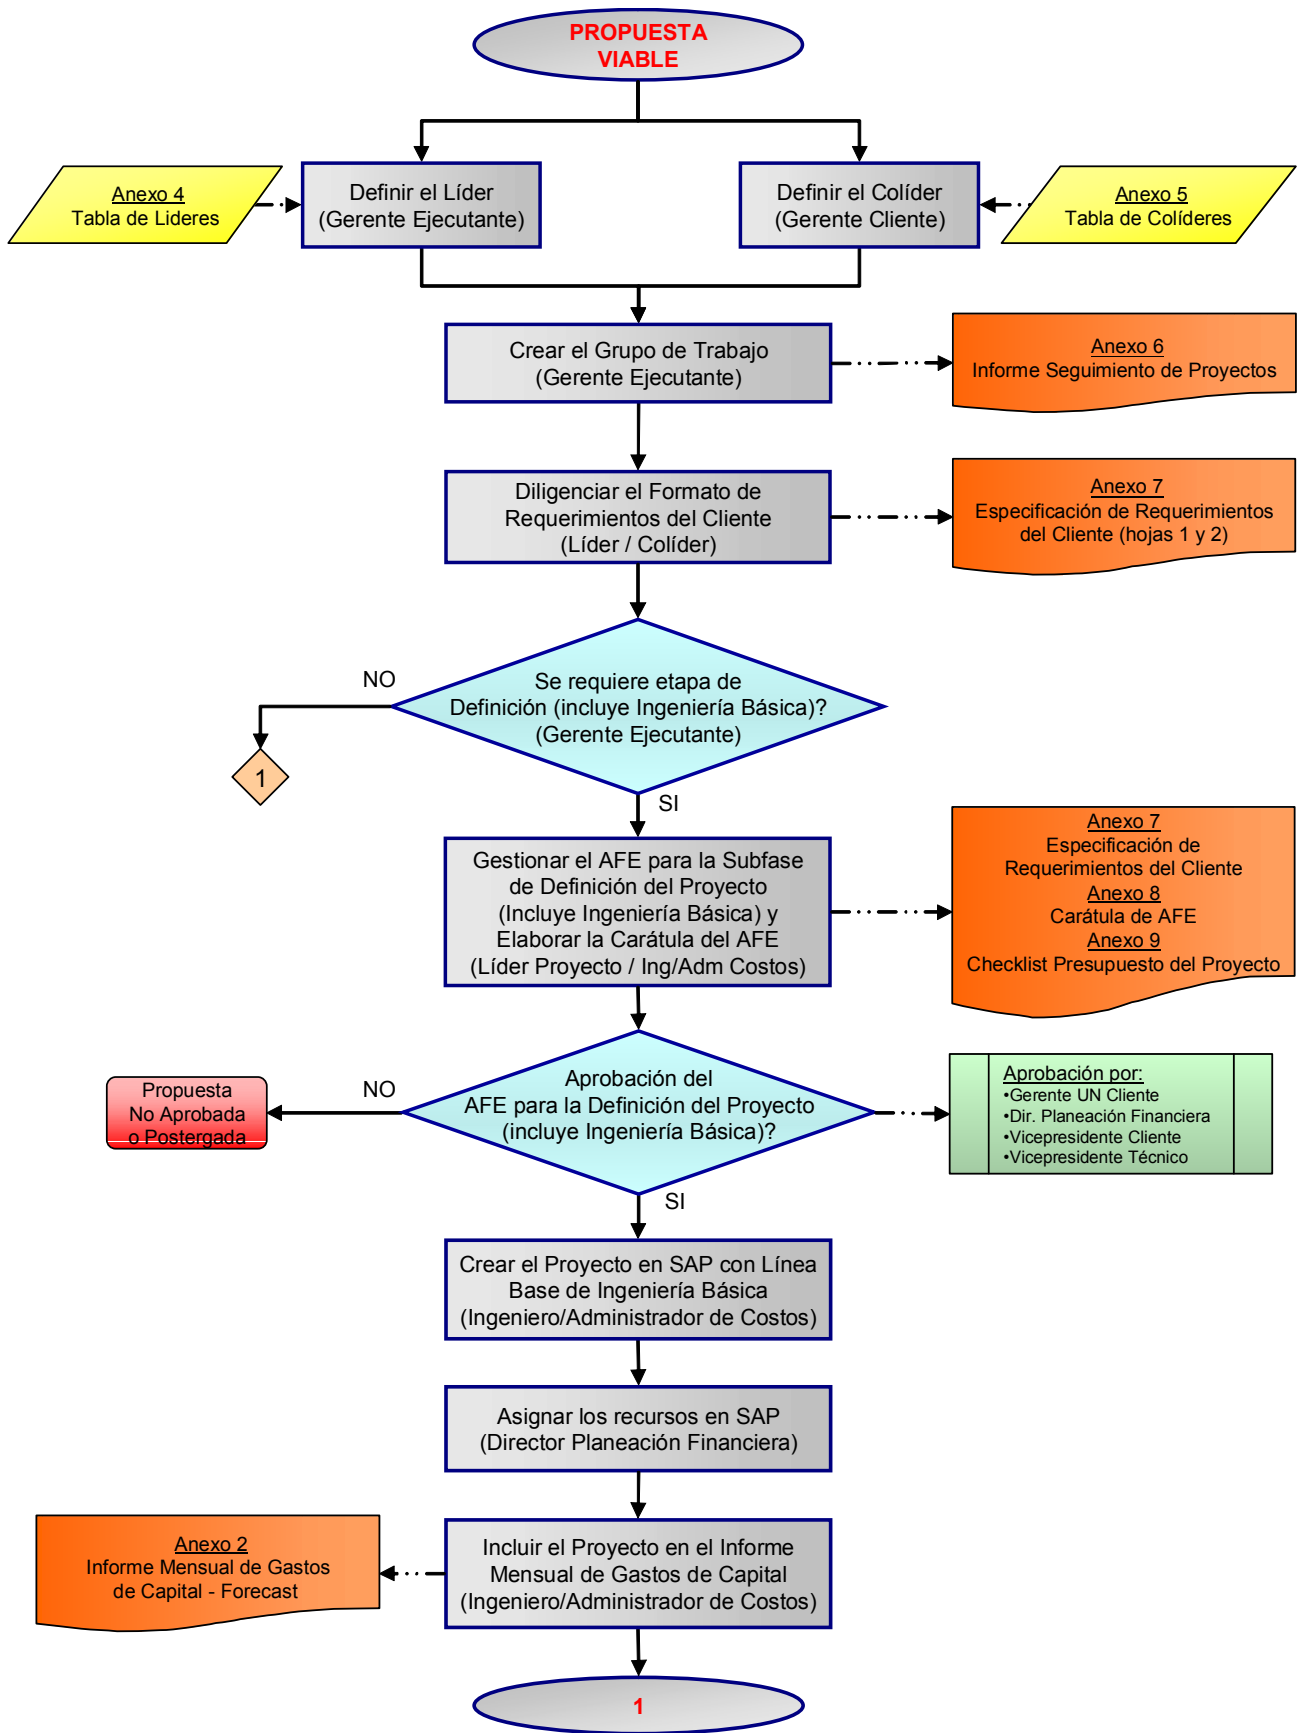 PROPUESTA
VIABLE
Anexo 4
Tabla de Lideres
Definir el Líder
(Gerente Ejecutante)
Definir el Colíder
(Gerente Cliente)
Anexo 5
Tabla de Colíderes
Crear el Grupo de Trabajo
(Gerente Ejecutante)
Anexo 6
Informe Seguimiento de Proyectos
Diligenciar el Formato de
Requerimientos del Cliente
(Líder / Colíder)
Anexo 7
Especificación de Requerimientos
del Cliente (hojas 1 y 2)
NO
Se requiere etapa de
Definición (incluye Ingeniería Básica)?
(Gerente Ejecutante)
1
SI
Gestionar el AFE para la Subfase
de Definición del Proyecto
(Incluye Ingeniería Básica) y
Elaborar la Carátula del AFE
(Líder Proyecto / Ing/Adm Costos)
Anexo 7
Especificación de
Requerimientos del Cliente
Anexo 8
Carátula de AFE
Anexo 9
Checklist Presupuesto del Proyecto
Propuesta
No Aprobada
o Postergada
NO
Aprobación del
AFE para la Definición del Proyecto
(incluye Ingeniería Básica)?
Aprobación por:
•Gerente UN Cliente
•Dir. Planeación Financiera
•Vicepresidente Cliente
•Vicepresidente Técnico
SI
Crear el Proyecto en SAP con Línea
Base de Ingeniería Básica
(Ingeniero/Administrador de Costos)
Asignar los recursos en SAP
(Director Planeación Financiera)
Anexo 2
Informe Mensual de Gastos
de Capital - Forecast
Incluir el Proyecto en el Informe
Mensual de Gastos de Capital
(Ingeniero/Administrador de Costos)
1